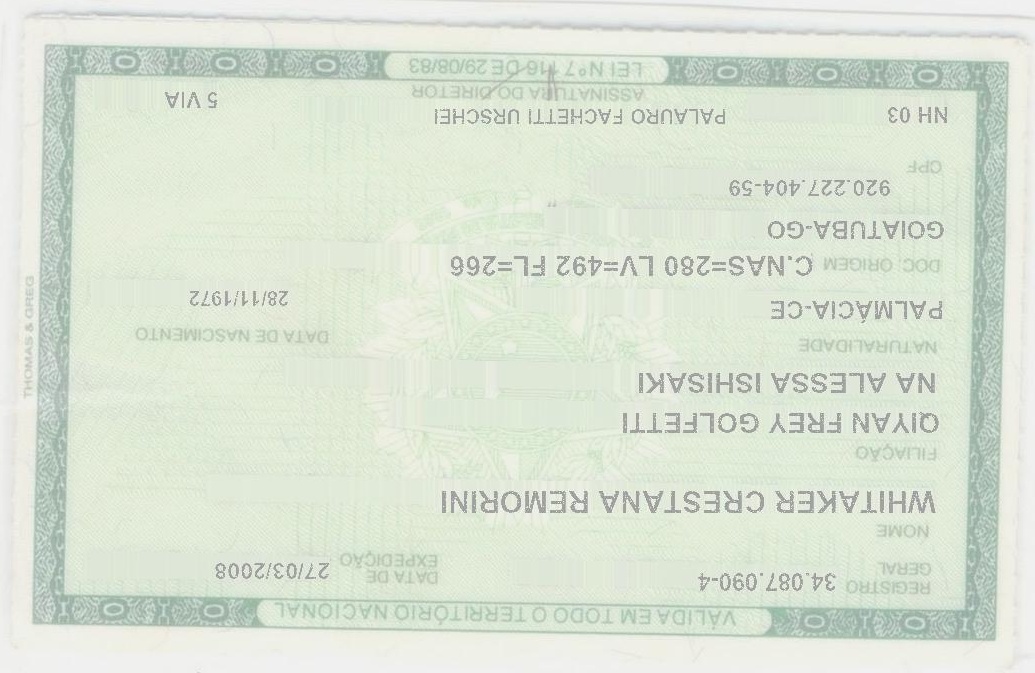 VÁLIDA EM TODO O TERRITÓRIO NACIONAL
REGISTRO GERAL 34.087.090-4 DATA DE EXPEDIÇÃO 27/03/2008
NOME
WHITAKER CRESTANA REMORINI
FILIAÇÃO
QIYAN FREY GOLFETTI
NA ALESSA ISHISAKI
NATURALIDADE DATA DE NASCIMENTO
PALMÁCIA-CE 28/11/1972
DOC. ORIGEM C.NAS=280 LV=492 FL=266
GOIATUBA-GO
CPF 920.227.404-59
NH 03 PALAURO FACHETTI URSCHEI 5 VIA
ASSINATURA DO DIRETOR
LEI Nº 7 116 DE 29/08/83
THOMAS & GREG